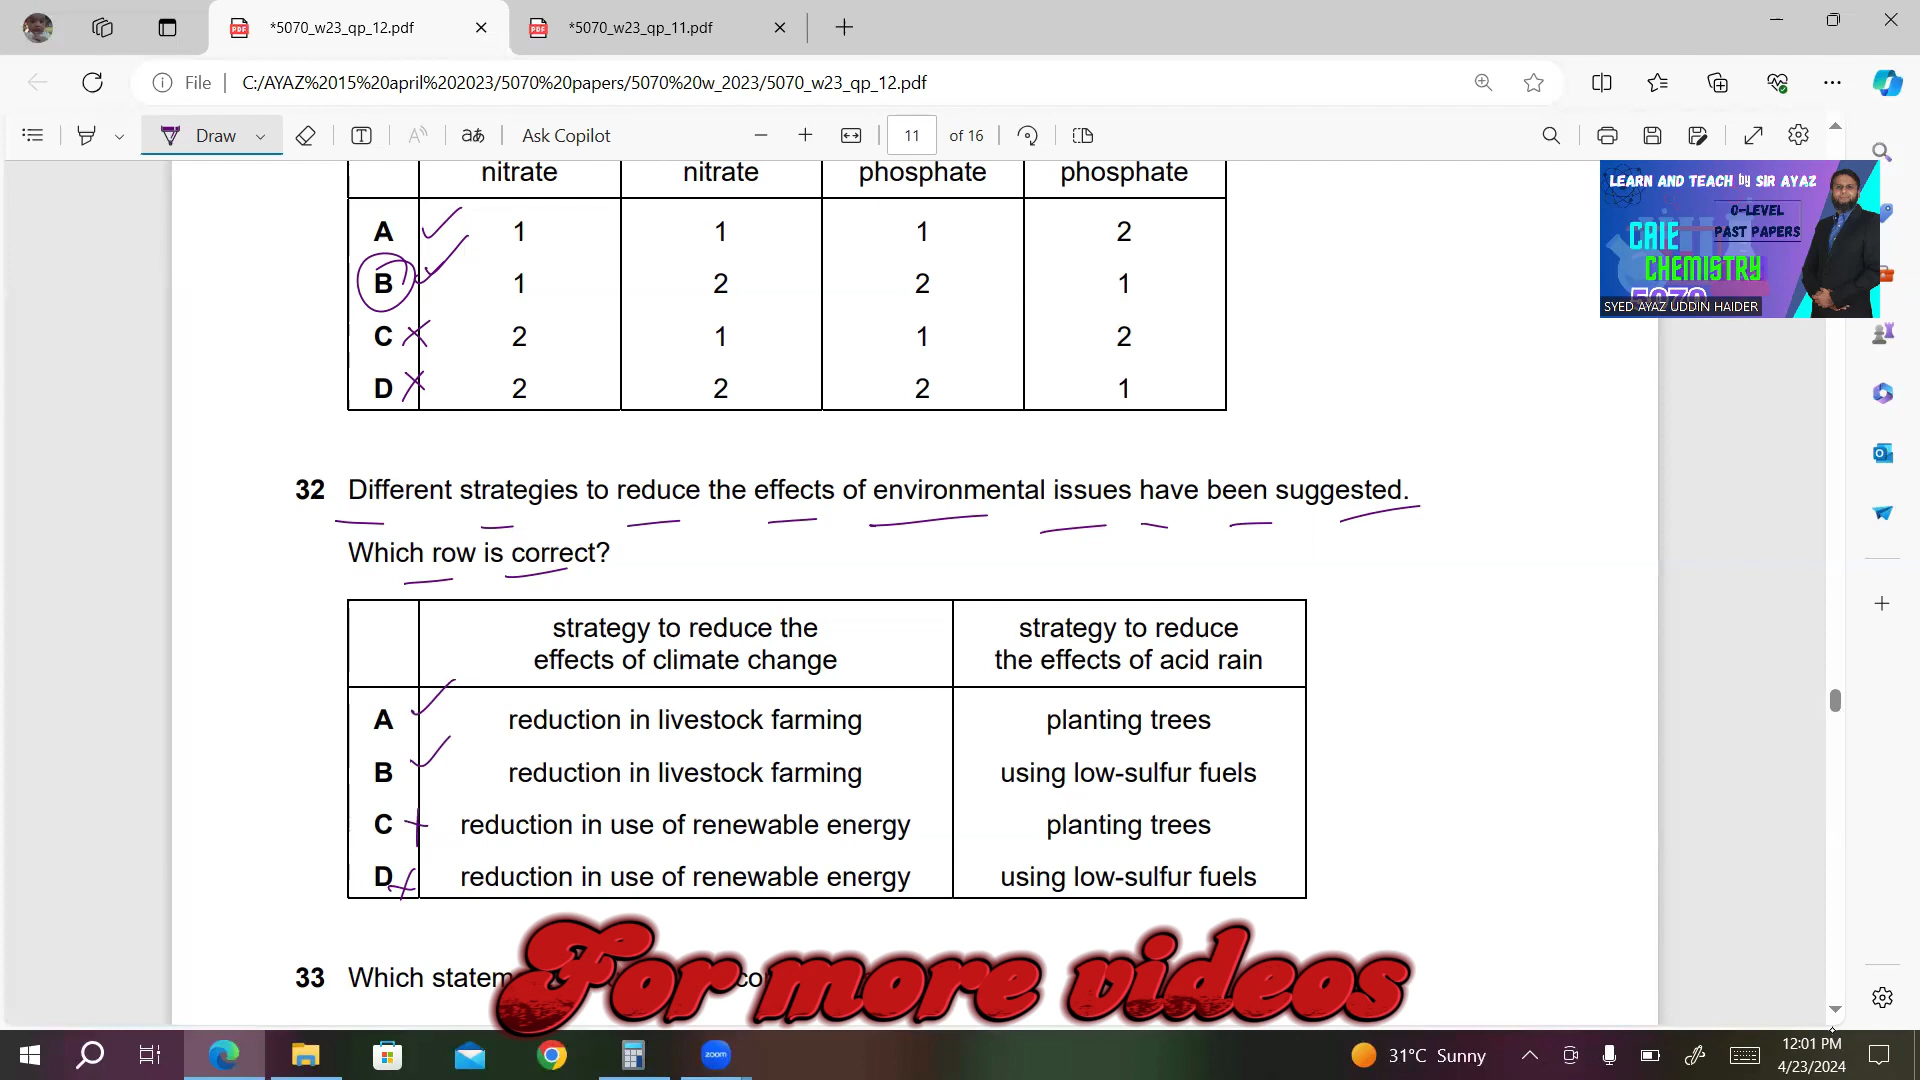 *5070_w23_qp_12.pdf
*5070_w23_qp_11.pdf
File
C:/AYAZ%2015%20april%202023/5070%20papers/5070%20w_2023/5070_w23_qp_12.pdf
Draw
Ask Copilot
11 of 16
LEARN AND TEACH by SIR AYAZ
O-LEVEL
PAST PAPERS
CAIE
CHEMISTRY
5070
SYED AYAZ UDDIN HAIDER
nitrate nitrate phosphate phosphate
A 1 1 1 2
B 1 2 2 1
C 2 1 1 2
D 2 2 2 1
32 Different strategies to reduce the effects of environmental issues have been suggested.
Which row is correct?
strategy to reduce the effects of climate change
strategy to reduce the effects of acid rain
A reduction in livestock farming planting trees
B reduction in livestock farming using low-sulfur fuels
C reduction in use of renewable energy planting trees
D reduction in use of renewable energy using low-sulfur fuels
33 Which
For more videos
zoom
31°C Sunny
12:01 PM
4/23/2024